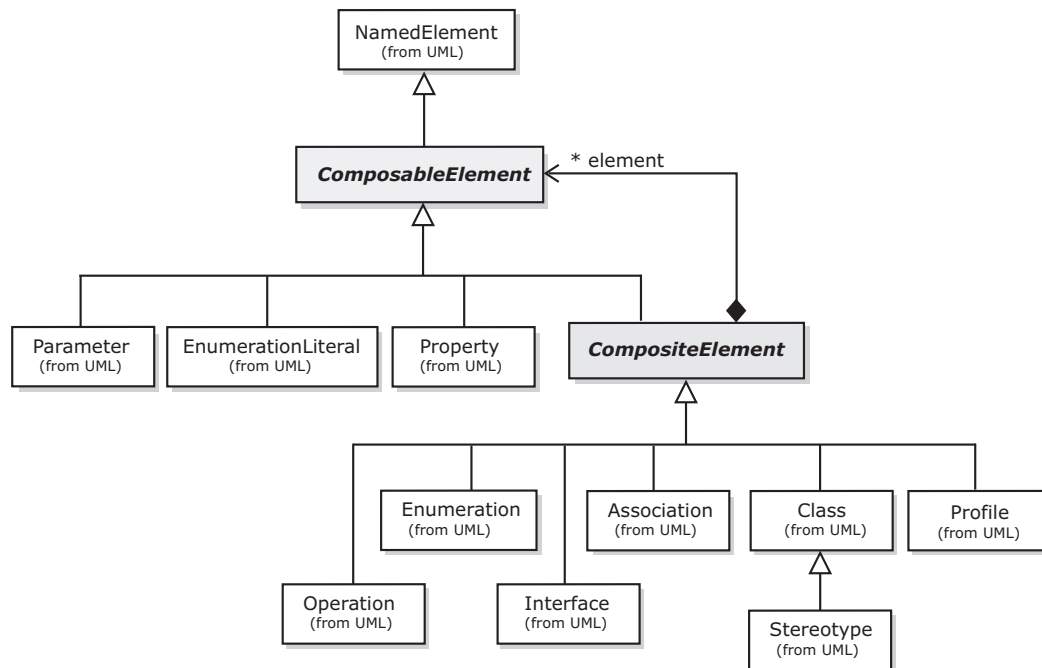 NamedElement
(from UML)
ComposableElement
* element
Parameter
(from UML)
EnumerationLiteral
(from UML)
Property
(from UML)
CompositeElement
Enumeration
(from UML)
Association
(from UML)
Class
(from UML)
Profile
(from UML)
Operation
(from UML)
Interface
(from UML)
Stereotype
(from UML)